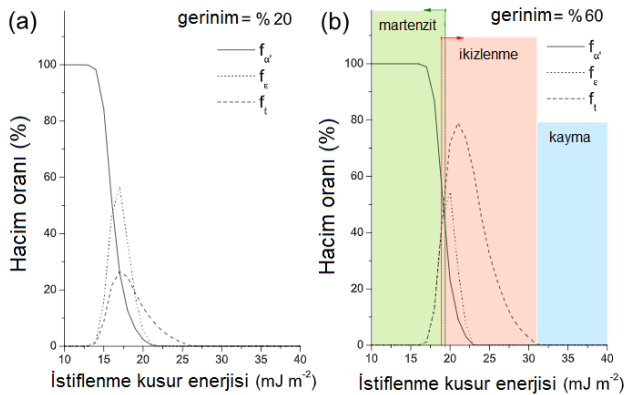 (a)
gerinim = %20
f_α'
f_ε
f_t
Hacim oranı (%)
100
80
60
40
20
0
10 15 20 25 30 35 40
İstiflenme kusur enerjisi (mJ m⁻²)
(b)
gerinim = %60
martenzit
ikizlenme
kayma
f_α'
f_ε
f_t
Hacim oranı (%)
100
80
60
40
20
0
10 15 20 25 30 35 40
İstiflenme kusur enerjisi (mJ m⁻²)